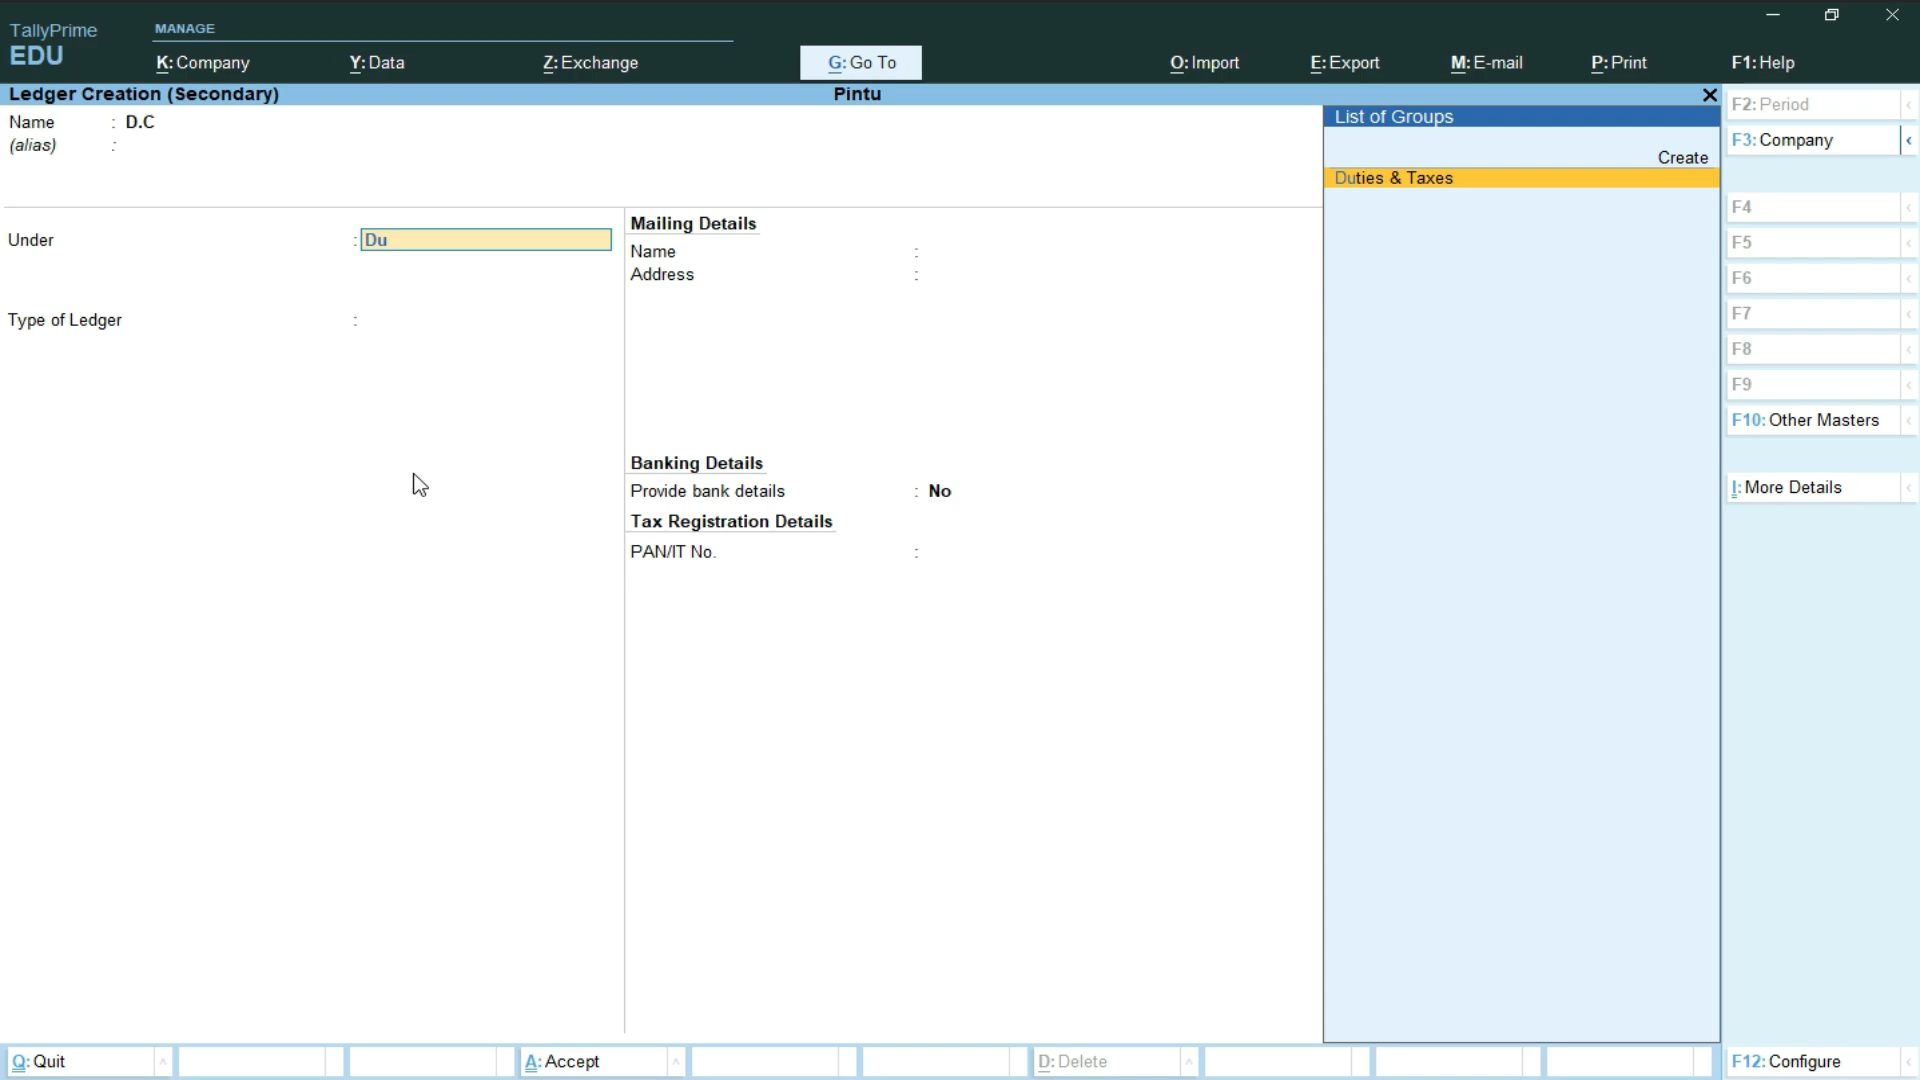 TallyPrime
EDU
MANAGE
K: Company
Y: Data
Z: Exchange
G: Go To
O: Import
E: Export
M: E-mail
P: Print
F1: Help
Ledger Creation (Secondary)
Pintu
Name : D.C
(alias) :
Under : Du
Type of Ledger :
Mailing Details
Name :
Address :
Banking Details
Provide bank details : No
Tax Registration Details
PAN/IT No. :
List of Groups
Create
Duties & Taxes
F2: Period
F3: Company
F4
F5
F6
F7
F8
F9
F10: Other Masters
I: More Details
Q: Quit
A: Accept
D: Delete
F12: Configure